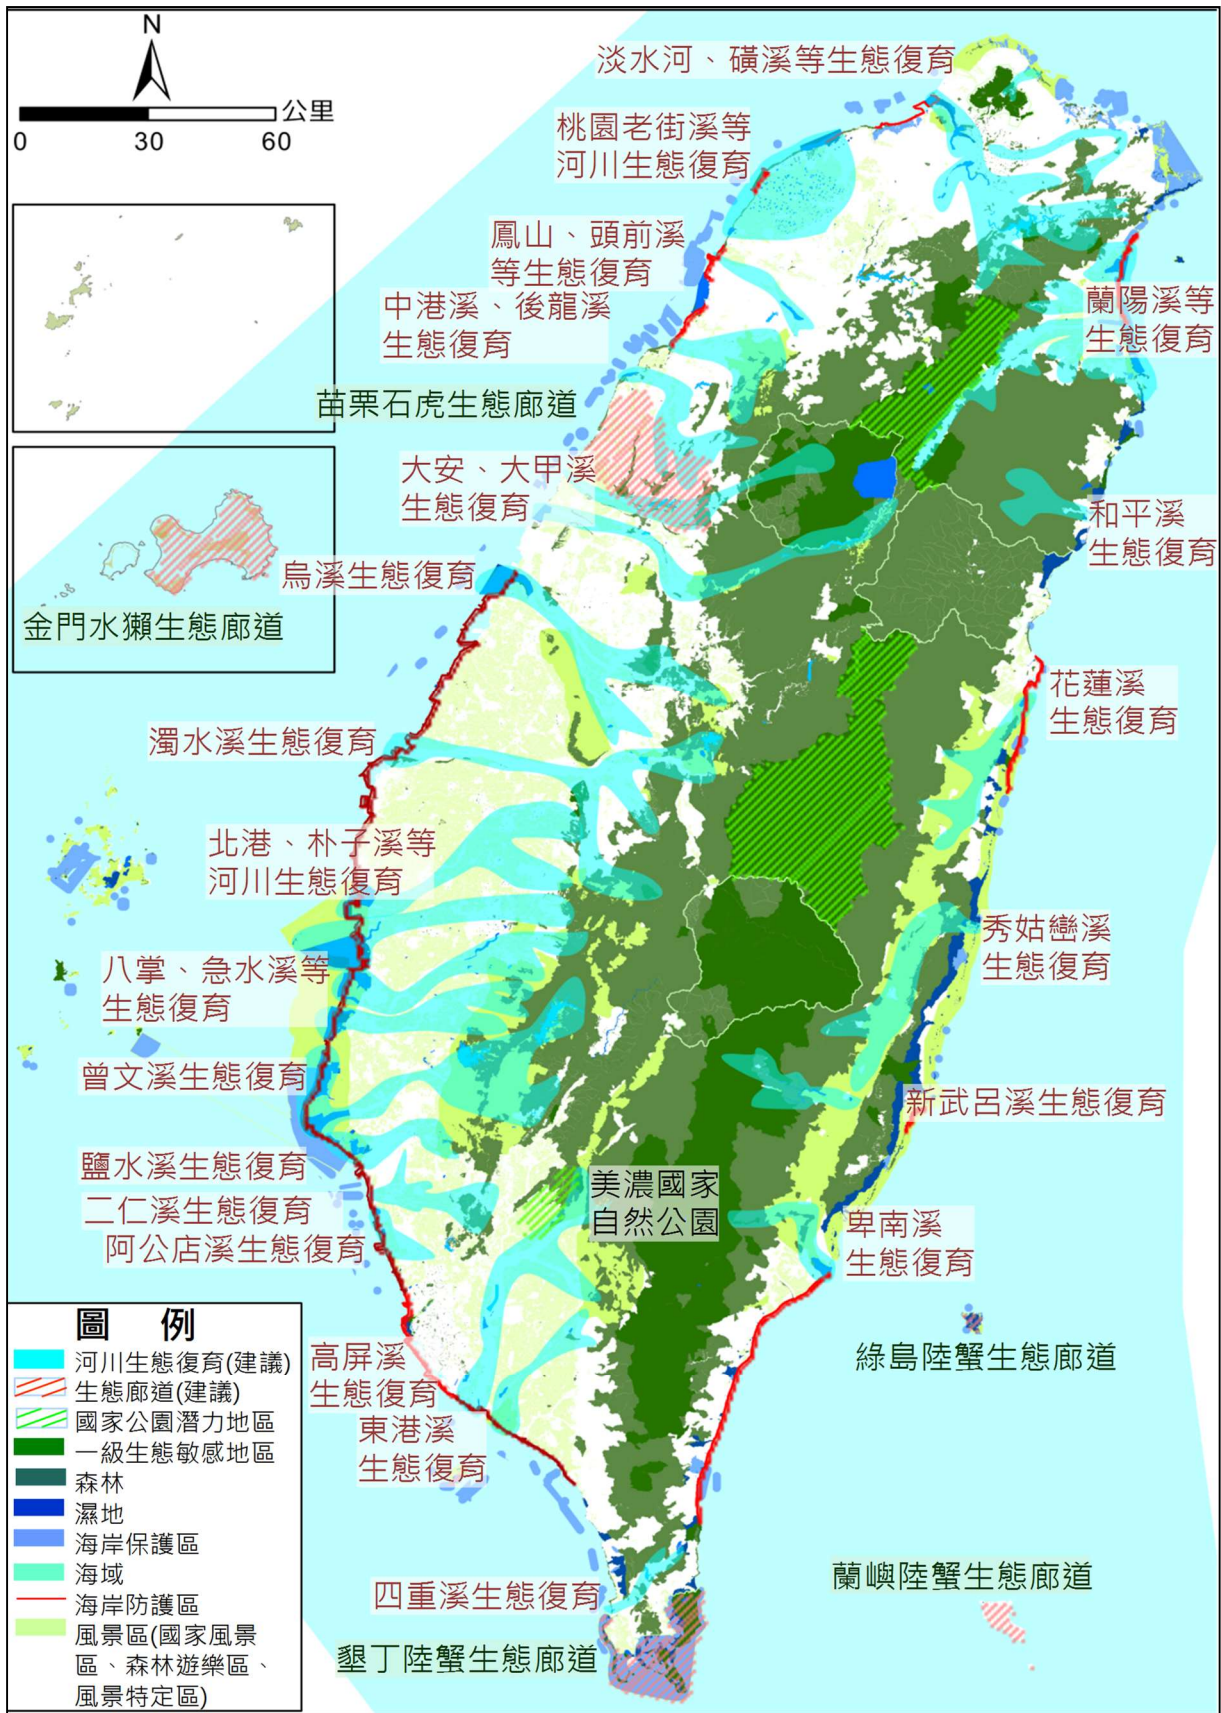 N
公里
0 30 60
淡水河、磺溪等生態復育
桃園老街溪等
河川生態復育
鳳山、頭前溪
等生態復育
中港溪、後龍溪
生態復育
蘭陽溪等
生態復育
苗栗石虎生態廊道
大安、大甲溪
生態復育
和平溪
生態復育
烏溪生態復育
金門水獺生態廊道
花蓮溪
生態復育
濁水溪生態復育
北港、朴子溪等
河川生態復育
秀姑巒溪
生態復育
八掌、急水溪等
生態復育
曾文溪生態復育
新武呂溪生態復育
鹽水溪生態復育
美濃國家
自然公園
二仁溪生態復育
阿公店溪生態復育
卑南溪
生態復育
高屏溪
生態復育
綠島陸蟹生態廊道
東港溪
生態復育
蘭嶼陸蟹生態廊道
四重溪生態復育
墾丁陸蟹生態廊道
圖 例
河川生態復育(建議)
生態廊道(建議)
國家公園潛力地區
一級生態敏感地區
森林
濕地
海岸保護區
海域
海岸防護區
風景區(國家風景
區、森林遊樂區、
風景特定區)